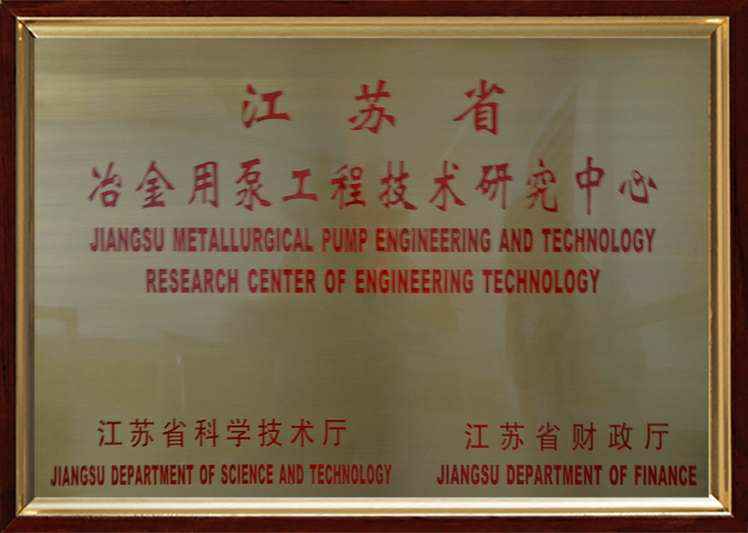 江苏省
冶金用泵工程技术研究中心
JIANGSU METALLURGICAL PUMP ENGINEERING AND TECHNOLOGY
RESEARCH CENTER OF ENGINEERING TECHNOLOGY
江苏省科学技术厅
JIANGSU DEPARTMENT OF SCIENCE AND TECHNOLOGY
江苏省财政厅
JIANGSU DEPARTMENT OF FINANCE